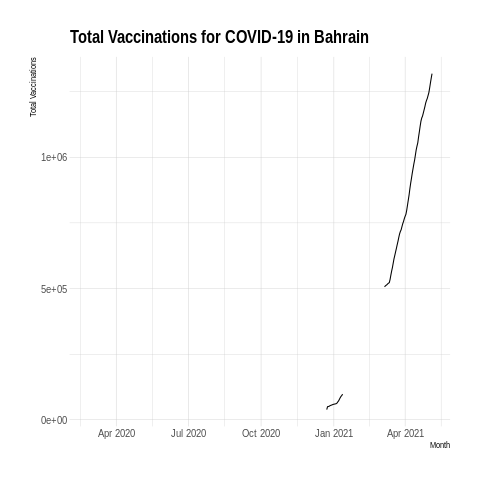 Total Vaccinations for COVID-19 in Bahrain
Total Vaccinations
1e+06
5e+05
0e+00
Apr 2020 Jul 2020 Oct 2020 Jan 2021 Apr 2021
Month